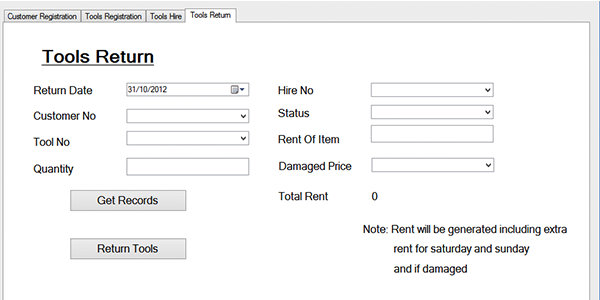 Customer Registration Tools Registration Tools Hire Tools Return
Tools Return
Return Date 31/10/2012 Hire No
Customer No Status
Tool No Rent Of Item
Quantity Damaged Price
Get Records Total Rent 0
Note: Rent will be generated including extra
Return Tools rent for saturday and sunday
and if damaged